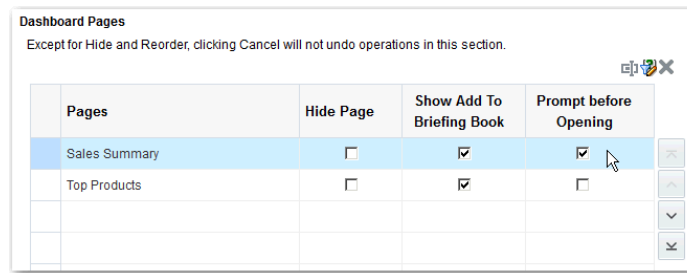 Dashboard Pages
Except for Hide and Reorder, clicking Cancel will not undo operations in this section.
Pages Hide Page Show Add To Briefing Book Prompt before Opening
Sales Summary
Top Products